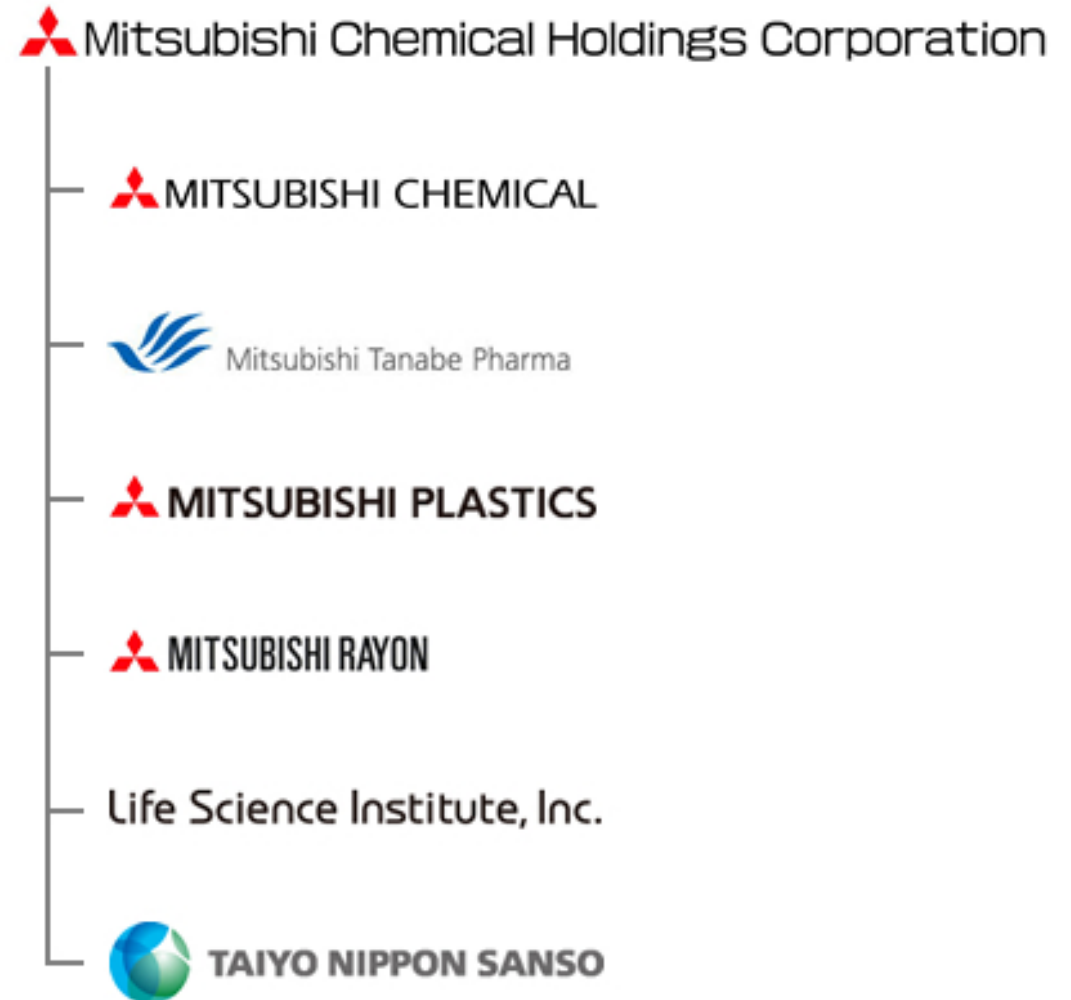 Mitsubishi Chemical Holdings Corporation
MITSUBISHI CHEMICAL
Mitsubishi Tanabe Pharma
MITSUBISHI PLASTICS
MITSUBISHI RAYON
Life Science Institute, Inc.
TAIYO NIPPON SANSO